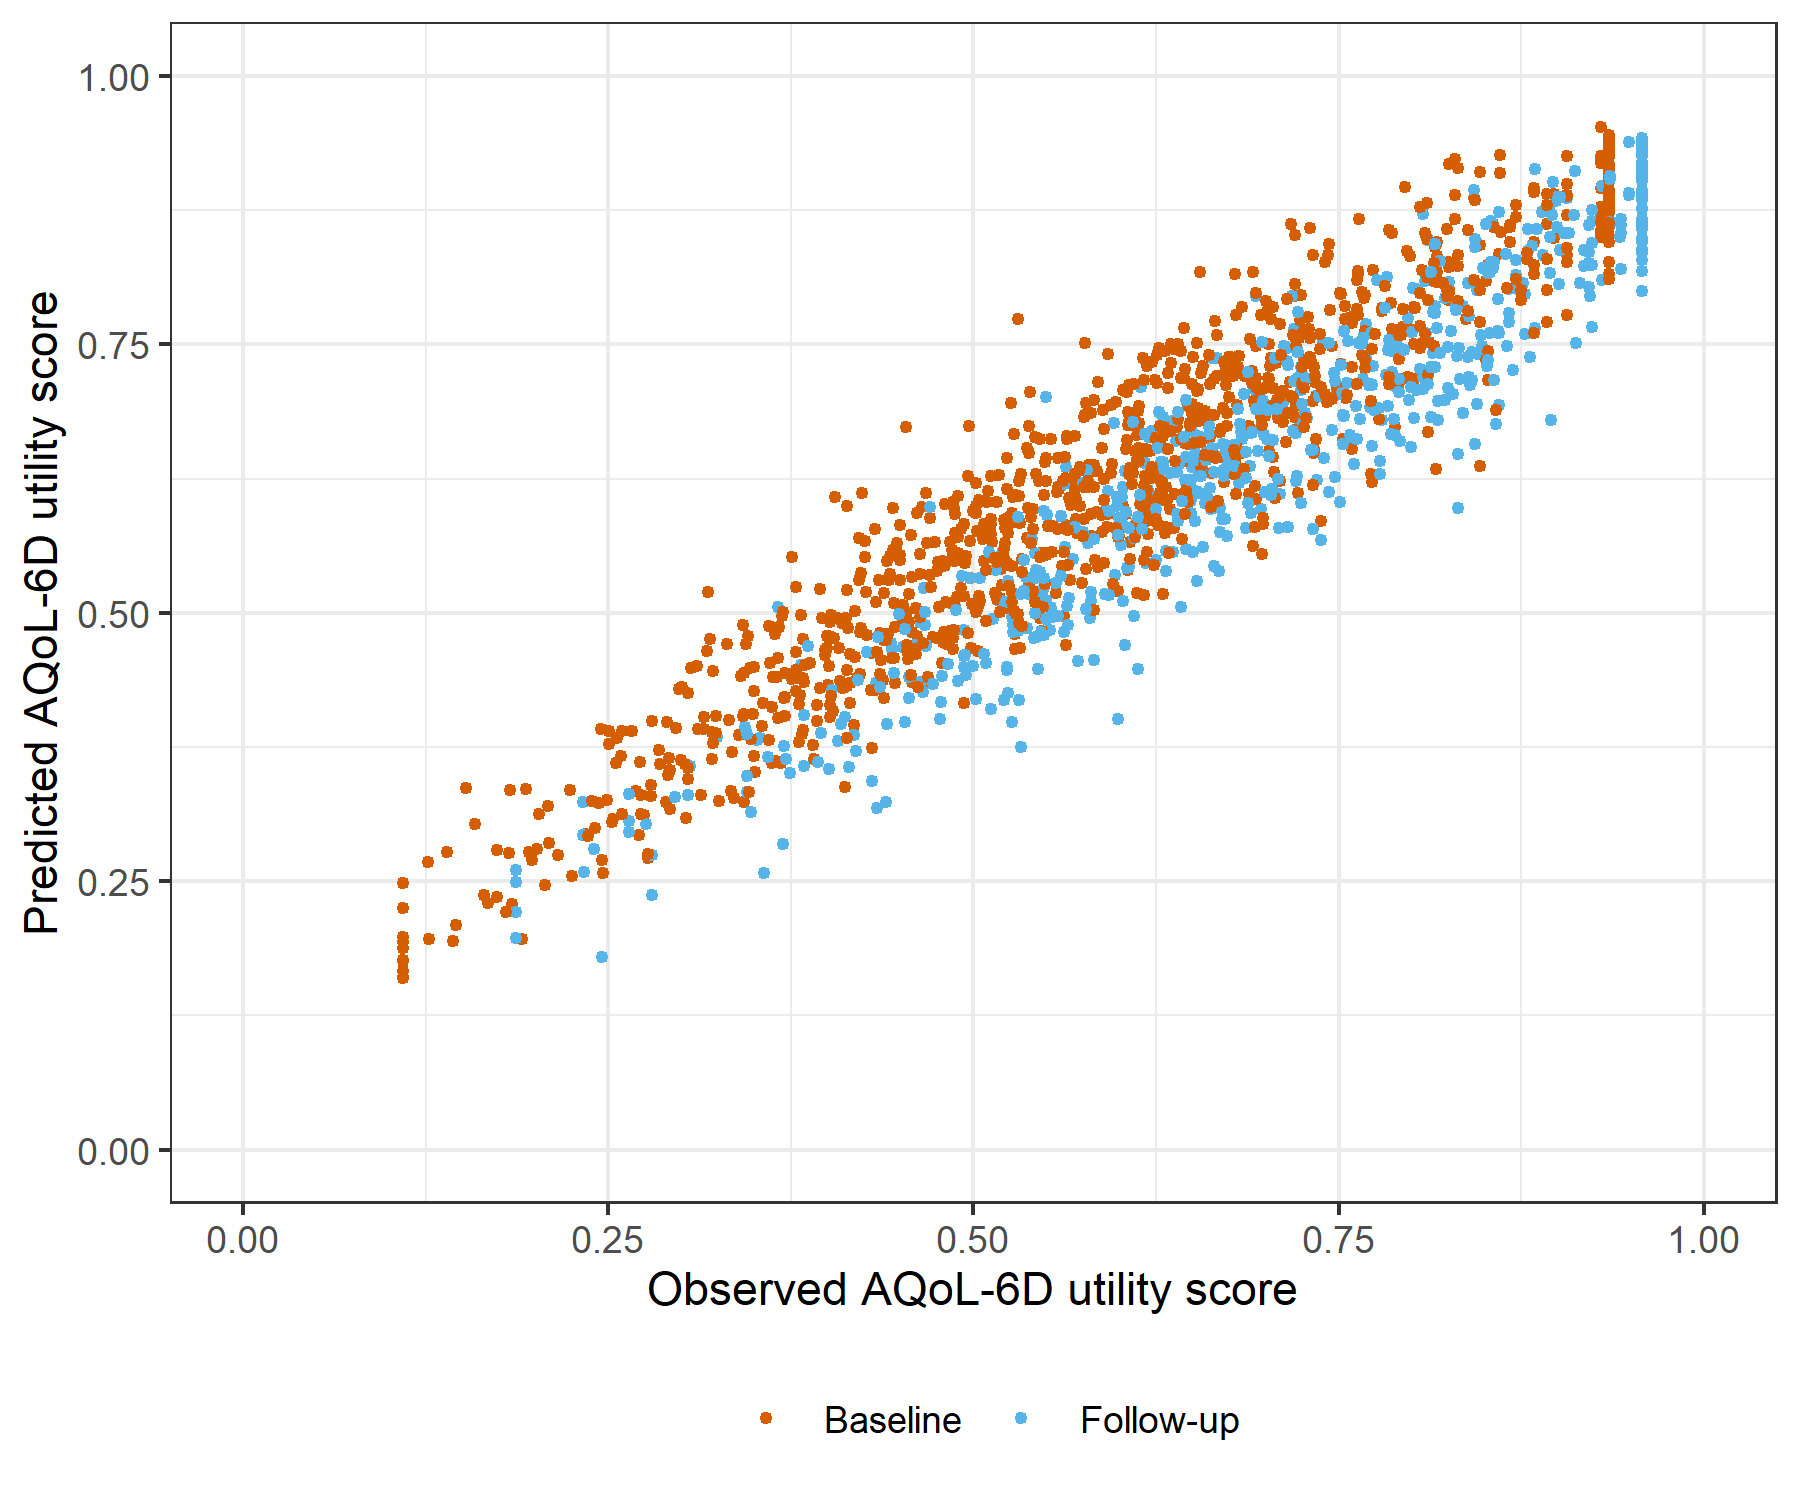 1.00
0.75
0.50
0.25
0.00
Predicted AQoL-6D utility score
0.00 0.25 0.50 0.75 1.00
Observed AQoL-6D utility score
Baseline Follow-up